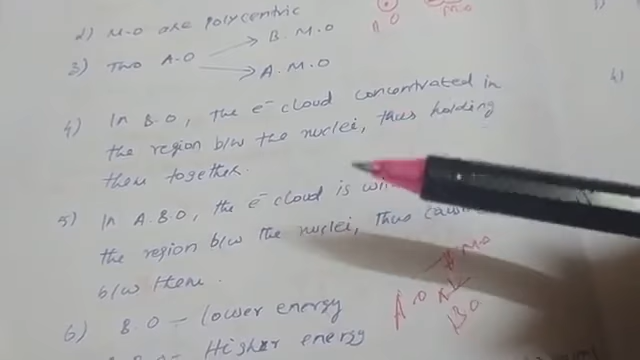 2) M.O are Polycentric
3) Two A.O
B.M.O
A.M.O
4) In B.O, the e⁻ cloud concentrated in
the region b/w the nuclei, thus holding
them together.
5) In A.B.O, the e⁻ cloud is
the region b/w the nuclei, thus
b/w them.
6) B.O – Lower energy
Higher energy
O
M.O
A.O
M.O